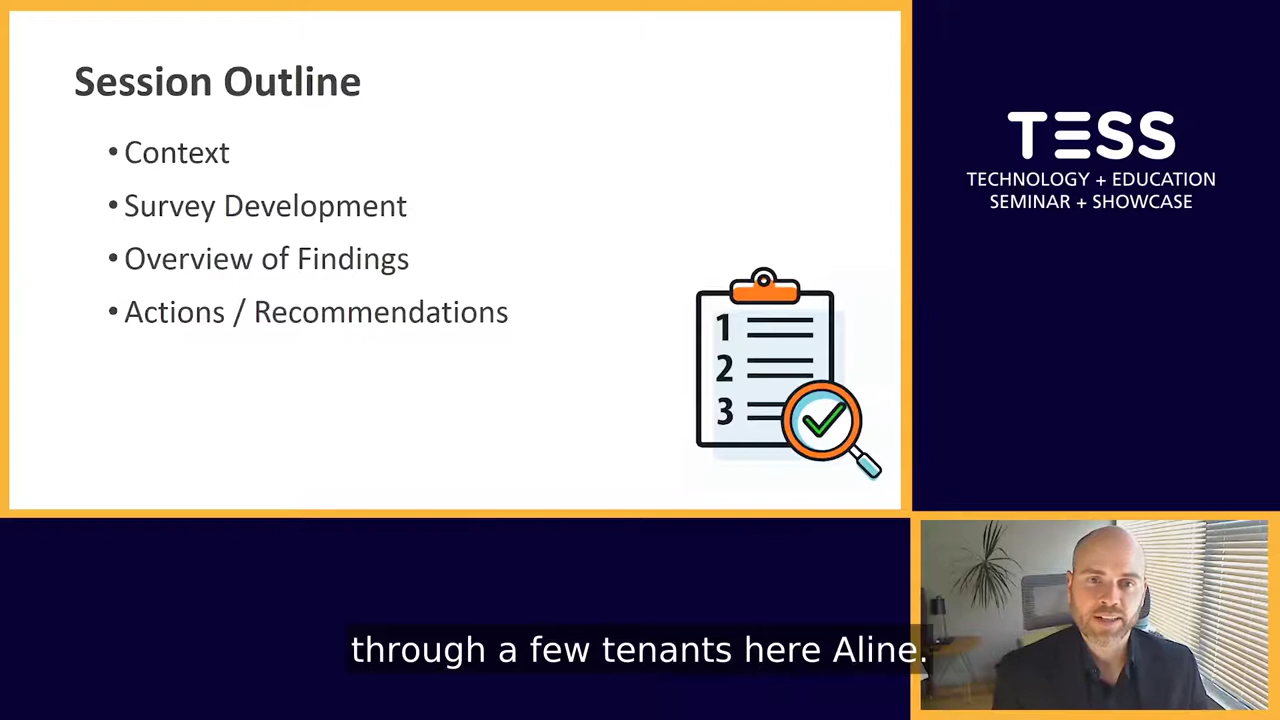 Session Outline
• Context
• Survey Development
• Overview of Findings
• Actions / Recommendations
1
2
3
TESS
TECHNOLOGY + EDUCATION
SEMINAR + SHOWCASE
through a few tenants here Aline.